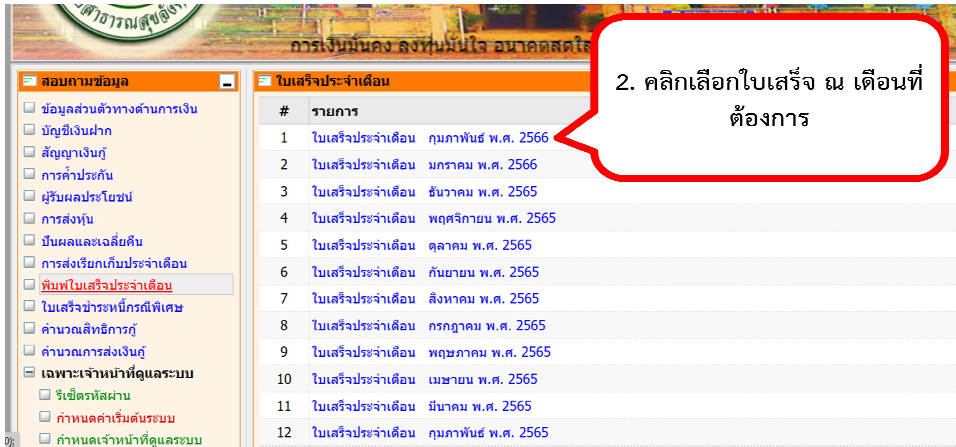 การเงินมั่นคง ลงทุนมั่นใจ อนาคตสดใส
2. คลิกเลือกใบเสร็จ ณ เดือนที่
ต้องการ
สอบถามข้อมูล
ข้อมูลส่วนตัวทางด้านการเงิน
บัญชีเงินฝาก
สัญญาเงินกู้
การค้ำประกัน
ผู้รับผลประโยชน์
การส่งหุ้น
ปันผลและเฉลี่ยคืน
การส่งเรียกเก็บประจำเดือน
พิมพ์ใบเสร็จประจำเดือน
ใบเสร็จชำระหนี้กรณีพิเศษ
คำนวณสิทธิการกู้
คำนวณการส่งเงินกู้
เฉพาะเจ้าหน้าที่ดูแลระบบ
รีเซ็ตรหัสผ่าน
กำหนดค่าเริ่มต้นระบบ
กำหนดเจ้าหน้าที่ดูแลระบบ
ใบเสร็จประจำเดือน
# รายการ
1 ใบเสร็จประจำเดือน กุมภาพันธ์ พ.ศ. 2566
2 ใบเสร็จประจำเดือน มกราคม พ.ศ. 2566
3 ใบเสร็จประจำเดือน ธันวาคม พ.ศ. 2565
4 ใบเสร็จประจำเดือน พฤศจิกายน พ.ศ. 2565
5 ใบเสร็จประจำเดือน ตุลาคม พ.ศ. 2565
6 ใบเสร็จประจำเดือน กันยายน พ.ศ. 2565
7 ใบเสร็จประจำเดือน สิงหาคม พ.ศ. 2565
8 ใบเสร็จประจำเดือน กรกฎาคม พ.ศ. 2565
9 ใบเสร็จประจำเดือน พฤษภาคม พ.ศ. 2565
10 ใบเสร็จประจำเดือน เมษายน พ.ศ. 2565
11 ใบเสร็จประจำเดือน มีนาคม พ.ศ. 2565
12 ใบเสร็จประจำเดือน กุมภาพันธ์ พ.ศ. 2565